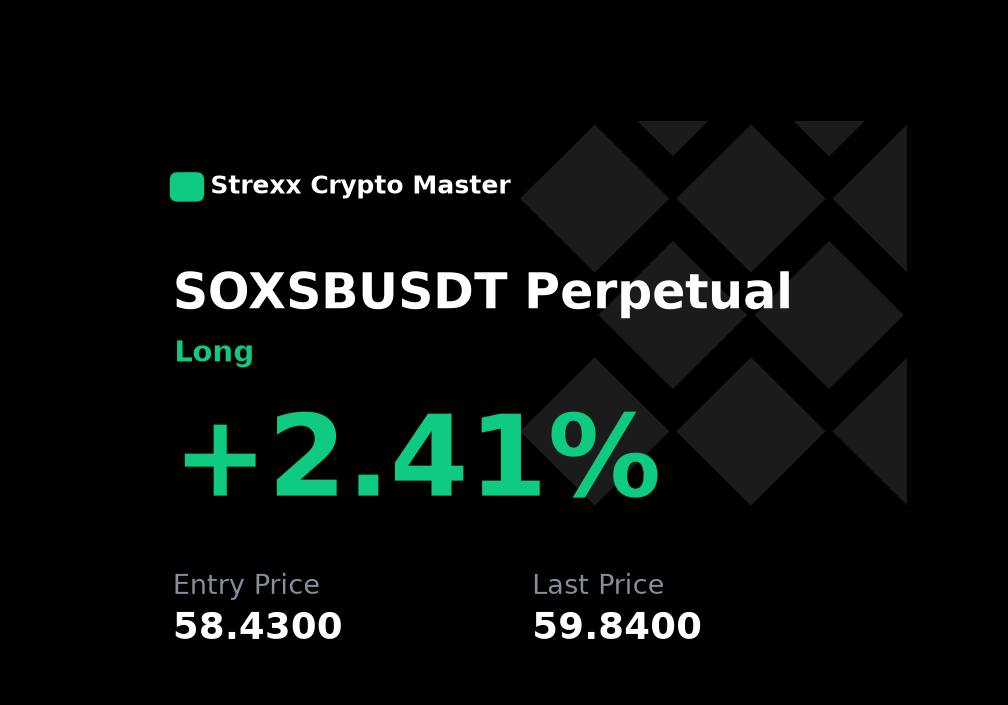 Strexx Crypto Master
SOXSBUSDT Perpetual
Long
+2.41%
Entry Price Last Price
58.4300 59.8400